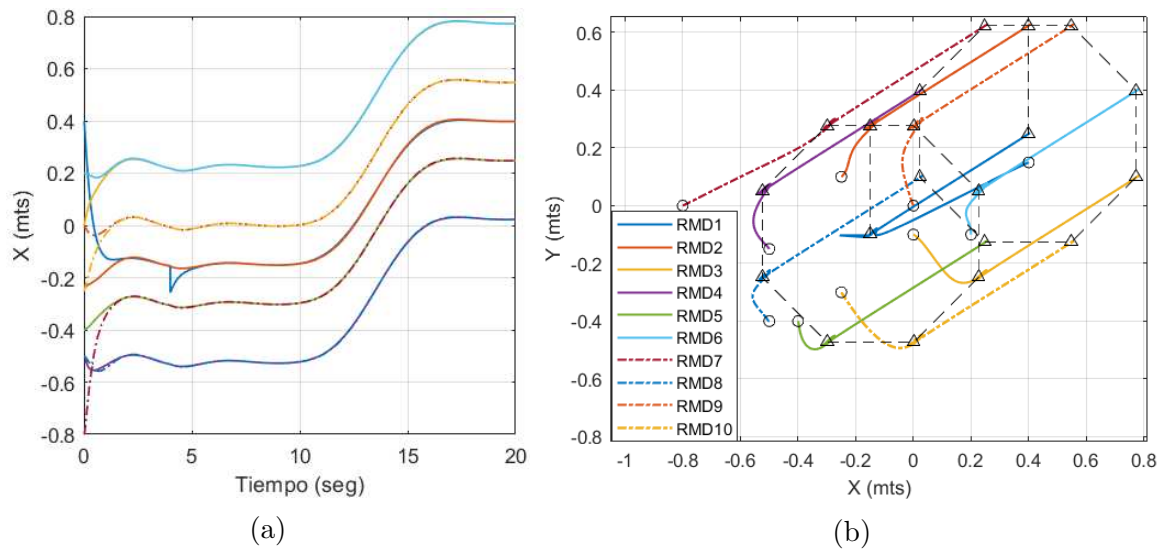 0.8
0.6
0.4
0.2
0
-0.2
-0.4
-0.6
-0.8
X (mts)
0 5 10 15 20
Tiempo (seg)
(a)
0.6
0.4
0.2
0
-0.2
-0.4
-0.6
-0.8
Y (mts)
RMD1
RMD2
RMD3
RMD4
RMD5
RMD6
RMD7
RMD8
RMD9
RMD10
-1 -0.8 -0.6 -0.4 -0.2 0 0.2 0.4 0.6 0.8
X (mts)
(b)